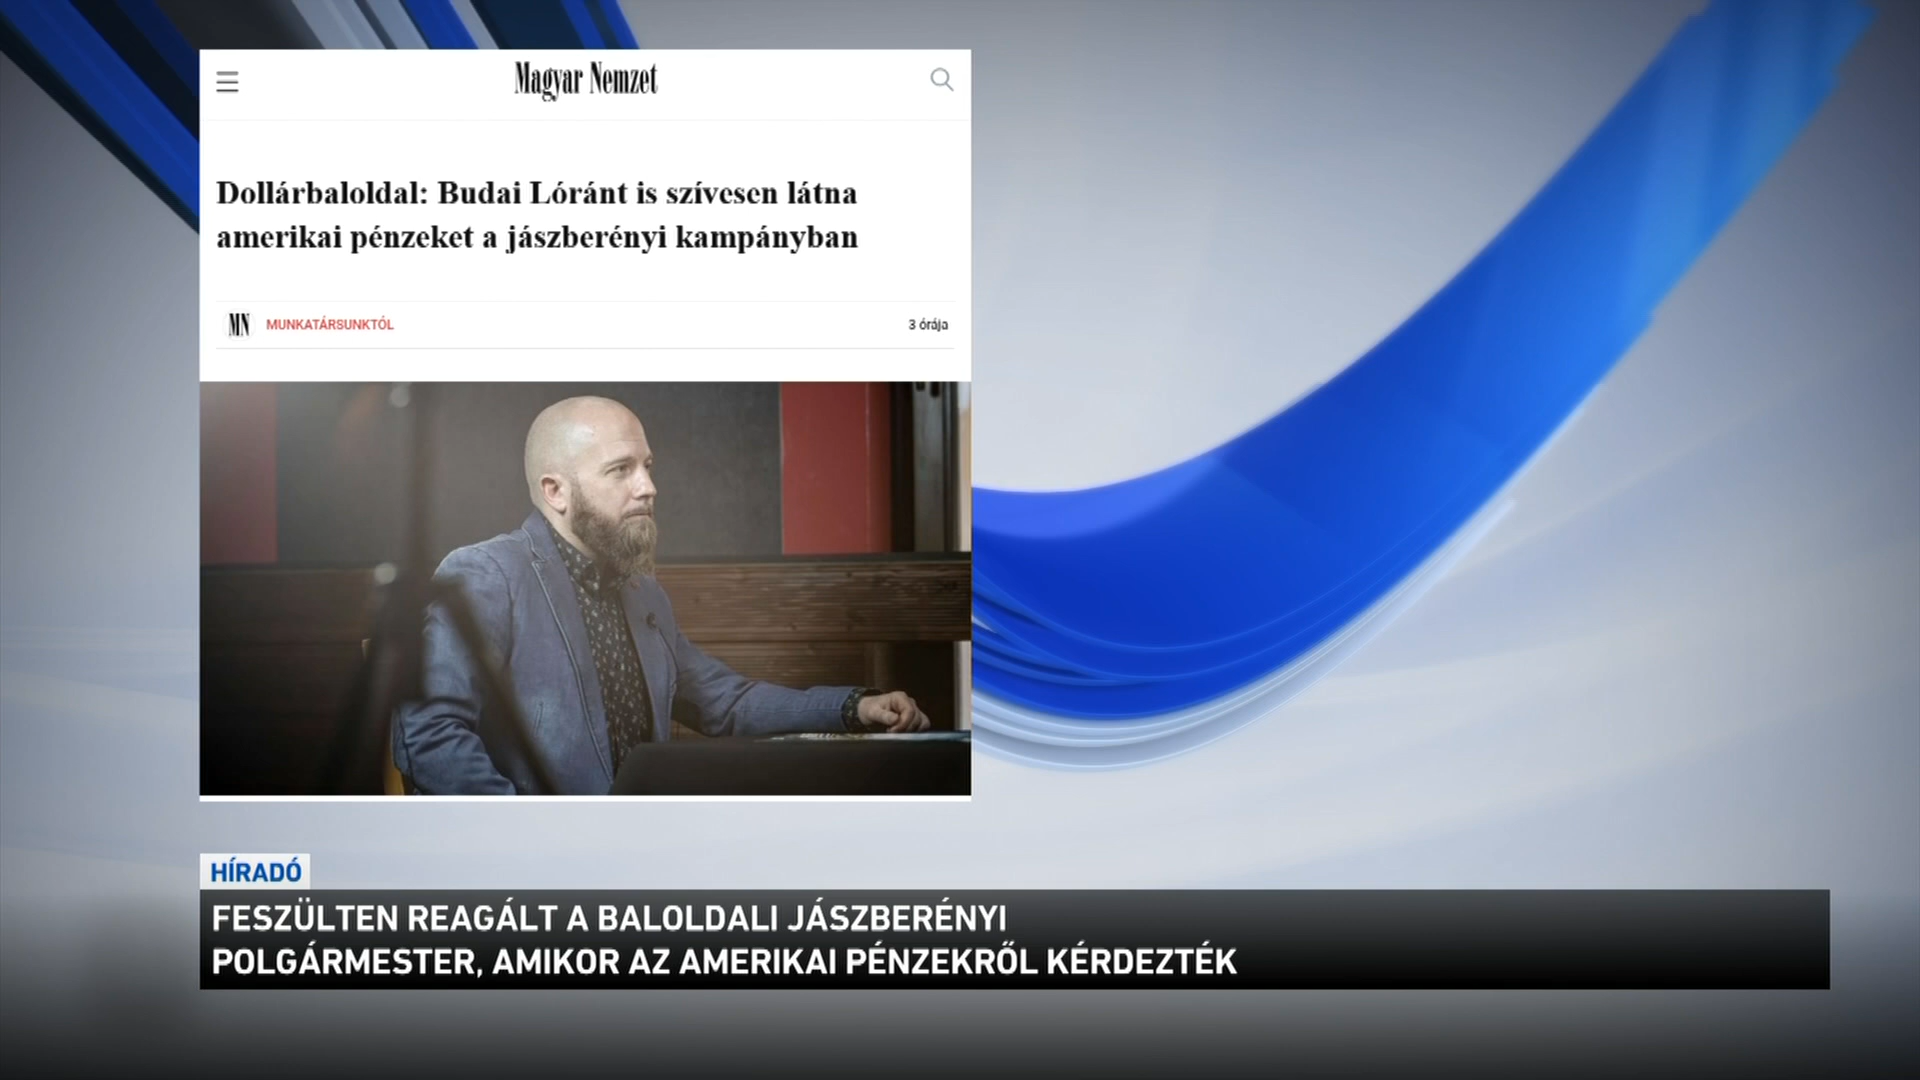 Magyar Nemzet
Dollárbaloldal: Budai Lóránt is szívesen látna
amerikai pénzeket a jászberényi kampányban
MN MUNKATÁRSUNKTÓL 3 órája
HÍRADÓ
FESZÜLTEN REAGÁLT A BALOLDALI JÁSZBERÉNYI
POLGÁRMESTER, AMIKOR AZ AMERIKAI PÉNZEKRŐL KÉRDEZTÉK